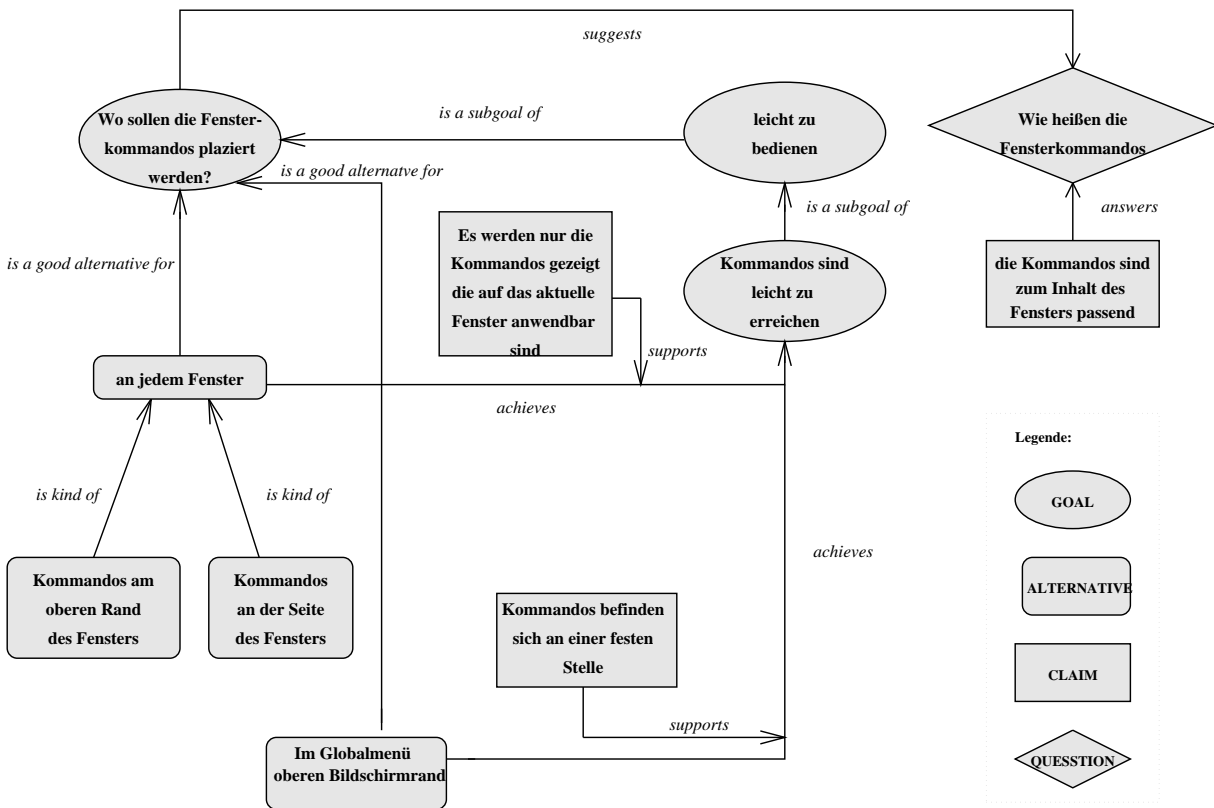 suggests
Wo sollen die Fenster-
kommandos plaziert
werden?
is a subgoal of
leicht zu
bedienen
Wie heißen die
Fensterkommandos
is a good alternatve for
is a subgoal of
answers
Es werden nur die
Kommandos gezeigt
die auf das aktuelle
Fenster anwendbar
sind
Kommandos sind
leicht zu
erreichen
die Kommandos sind
zum Inhalt des
Fensters passend
is a good alternative for
supports
an jedem Fenster
achieves
is kind of
is kind of
Kommandos am
oberen Rand
des Fensters
Kommandos
an der Seite
des Fensters
achieves
Kommandos befinden
sich an einer festen
Stelle
supports
Im Globalmenü
oberen Bildschirmrand
Legende:
GOAL
ALTERNATIVE
CLAIM
QUESSTION